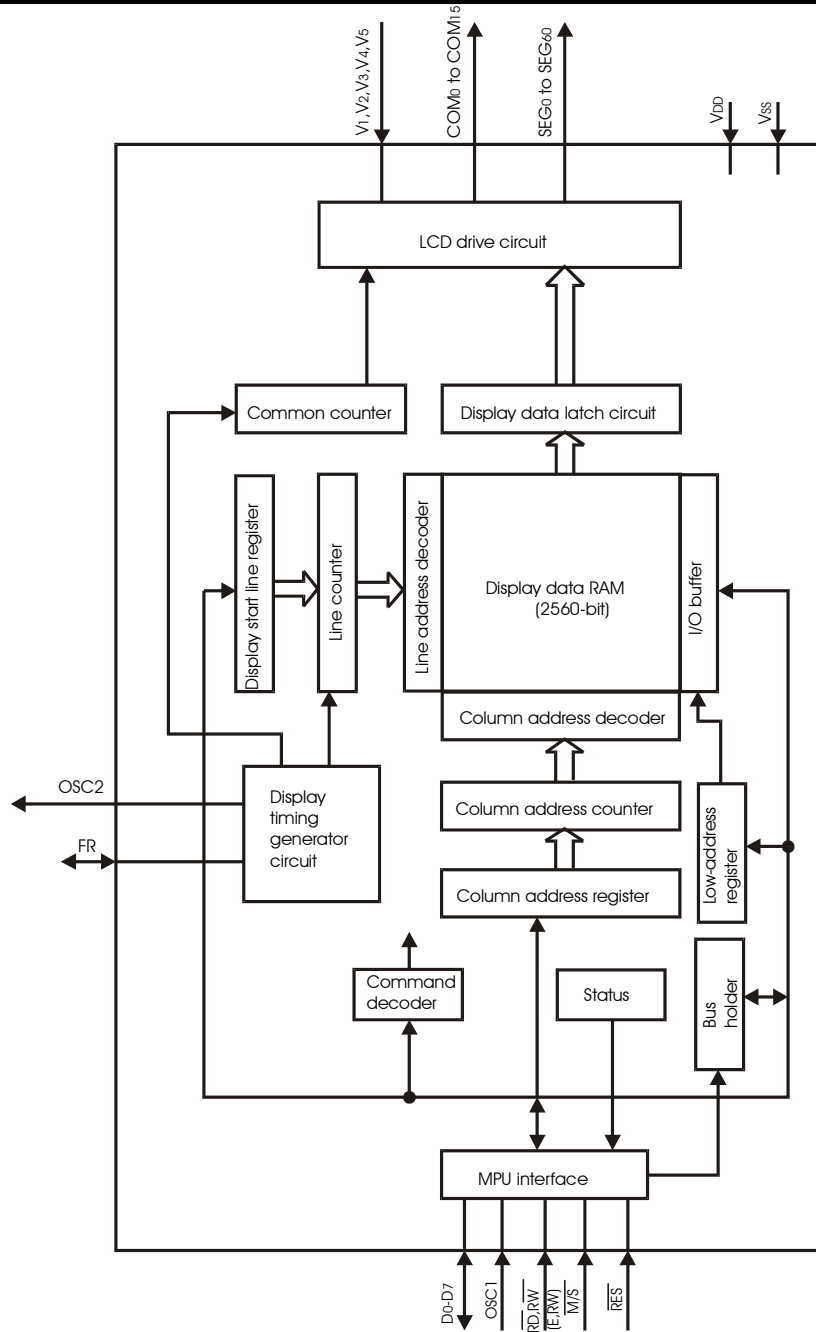 V1,V2,V3,V4,V5
COM0 to COM15
SEG0 to SEG60
VDD
VSS
LCD drive circuit
Common counter
Display data latch circuit
Display start line register
Line counter
Line address decoder
Display data RAM
(2560-bit)
I/O buffer
Column address decoder
OSC2
Display
timing
generator
circuit
Column address counter
FR
Low-address
register
Column address register
Command
decoder
Status
Bus
holder
MPU interface
D0-D7
OSC1
RD,RW
(E,RW)
M/S
RES